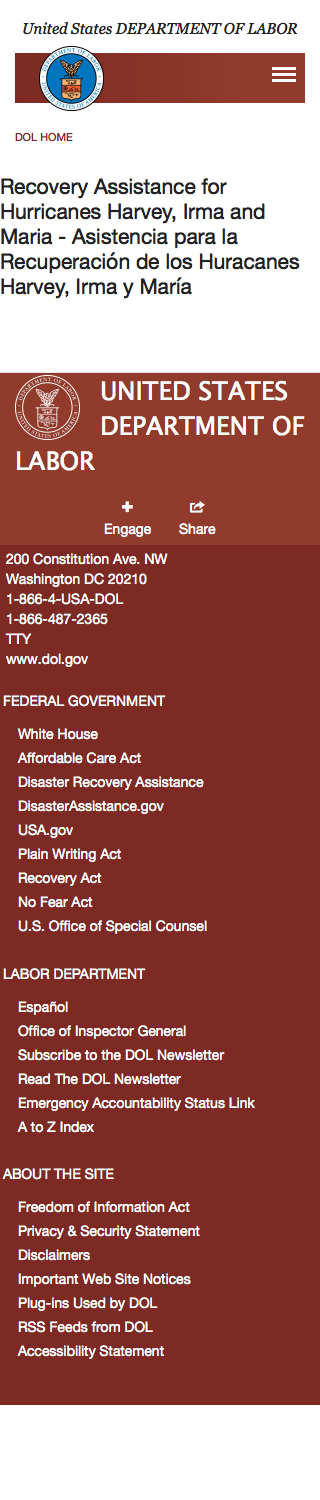 United States DEPARTMENT OF LABOR
DOL HOME
Recovery Assistance for
Hurricanes Harvey, Irma and
Maria - Asistencia para la
Recuperación de los Huracanes
Harvey, Irma y María
UNITED STATES
DEPARTMENT OF
LABOR
Engage Share
200 Constitution Ave. NW
Washington DC 20210
1-866-4-USA-DOL
1-866-487-2365
TTY
www.dol.gov
FEDERAL GOVERNMENT
White House
Affordable Care Act
Disaster Recovery Assistance
DisasterAssistance.gov
USA.gov
Plain Writing Act
Recovery Act
No Fear Act
U.S. Office of Special Counsel
LABOR DEPARTMENT
Español
Office of Inspector General
Subscribe to the DOL Newsletter
Read The DOL Newsletter
Emergency Accountability Status Link
A to Z Index
ABOUT THE SITE
Freedom of Information Act
Privacy & Security Statement
Disclaimers
Important Web Site Notices
Plug-ins Used by DOL
RSS Feeds from DOL
Accessibility Statement